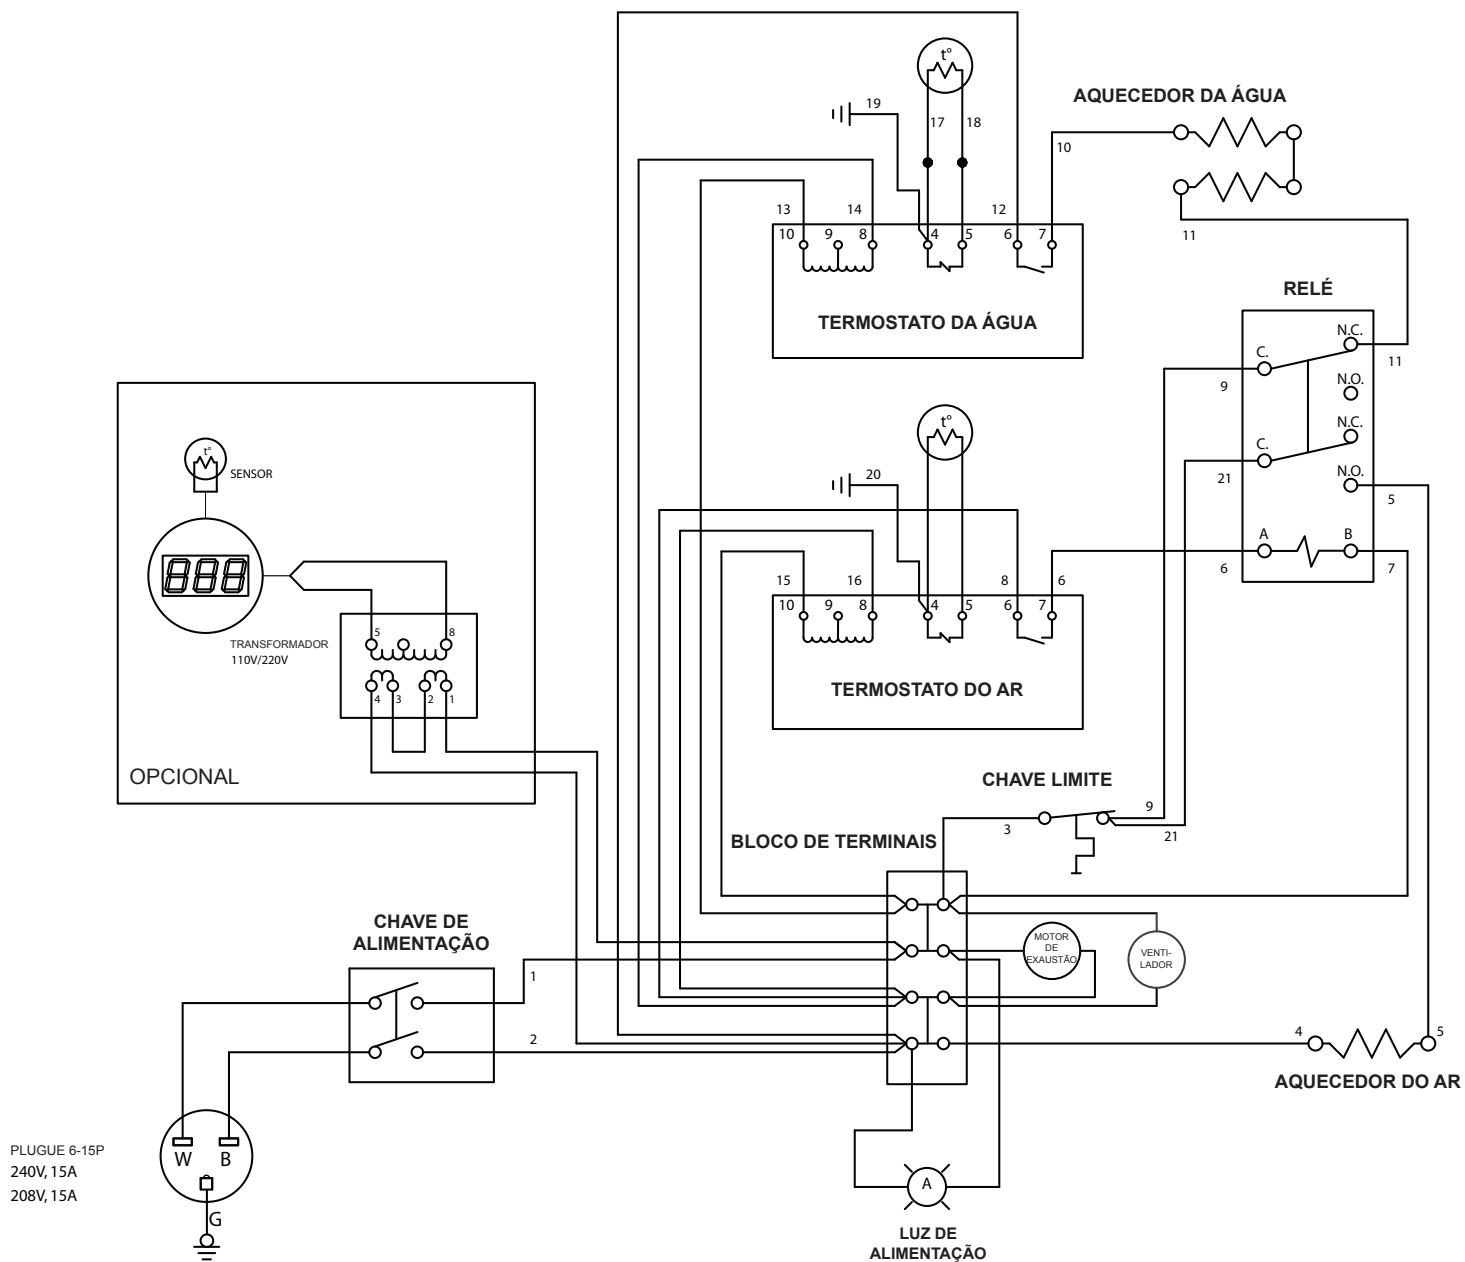 t°
19
17
18
AQUECEDOR DA ÁGUA
10
13
14
12
10
9
8
4
5
6
7
11
TERMOSTATO DA ÁGUA
RELÉ
N.C.
C.
11
9
N.O.
N.C.
C.
21
N.O.
5
A
B
6
7
t°
20
15
16
8
6
10
9
8
4
5
6
7
TERMOSTATO DO AR
t°
SENSOR
888
TRANSFORMADOR
110V/220V
5
8
4
3
2
1
OPCIONAL
CHAVE LIMITE
3
9
21
BLOCO DE TERMINAIS
CHAVE DE
ALIMENTAÇÃO
1
2
MOTOR
DE
EXAUSTÃO
VENTI-
LADOR
4
5
AQUECEDOR DO AR
PLUGUE 6-15P
240V, 15A
208V, 15A
W
B
G
A
LUZ DE
ALIMENTAÇÃO